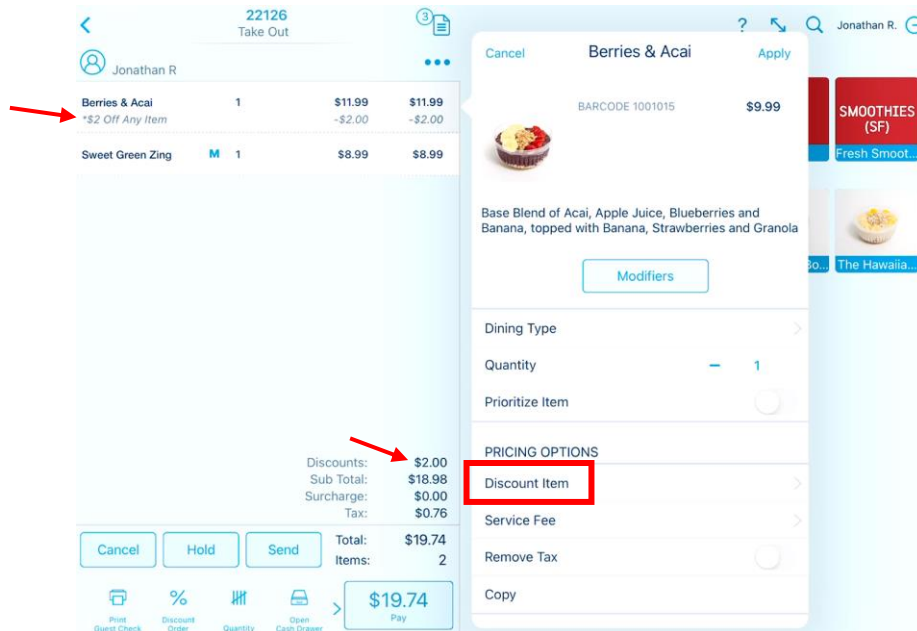 22126
Take Out
3
Jonathan R
Berries & Acai 1 $11.99 $11.99
*$2 Off Any Item -$2.00 -$2.00
Sweet Green Zing M 1 $8.99 $8.99
Discounts: $2.00
Sub Total: $18.98
Surcharge: $0.00
Tax: $0.76
Total: $19.74
Items: 2
Cancel Hold Send
Print
Guest Check
%
Discount
Order
Quantity
Open
Cash Drawer
$19.74
Pay
? Jonathan R.
Cancel Berries & Acai Apply
BARCODE 1001015 $9.99
Base Blend of Acai, Apple Juice, Blueberries and
Banana, topped with Banana, Strawberries and Granola
Modifiers
Dining Type
Quantity – 1
Prioritize Item
PRICING OPTIONS
Discount Item
Service Fee
Remove Tax
Copy
SMOOTHIES
(SF)
Fresh Smoot...
Bo...
The Hawaiia...